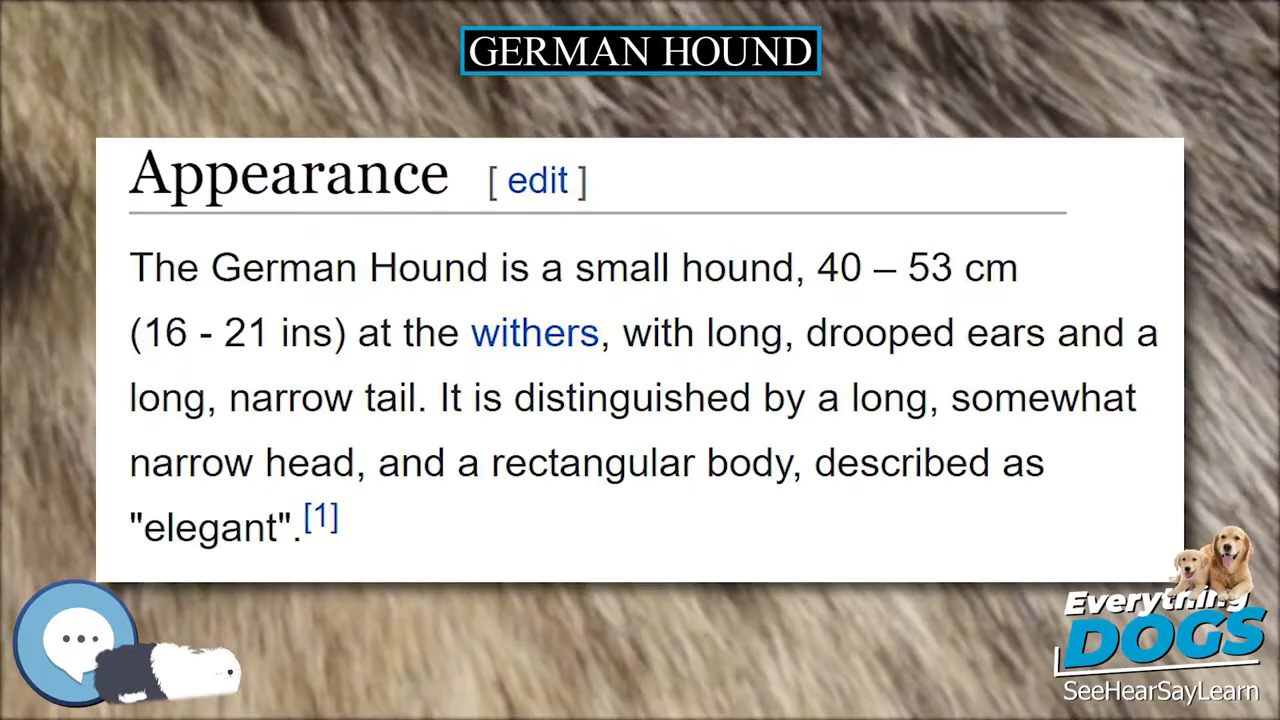 GERMAN HOUND
Appearance [ edit ]
The German Hound is a small hound, 40 – 53 cm
(16 - 21 ins) at the withers, with long, drooped ears and a
long, narrow tail. It is distinguished by a long, somewhat
narrow head, and a rectangular body, described as
"elegant".[1]
Everything
DOGS
SeeHearSayLearn